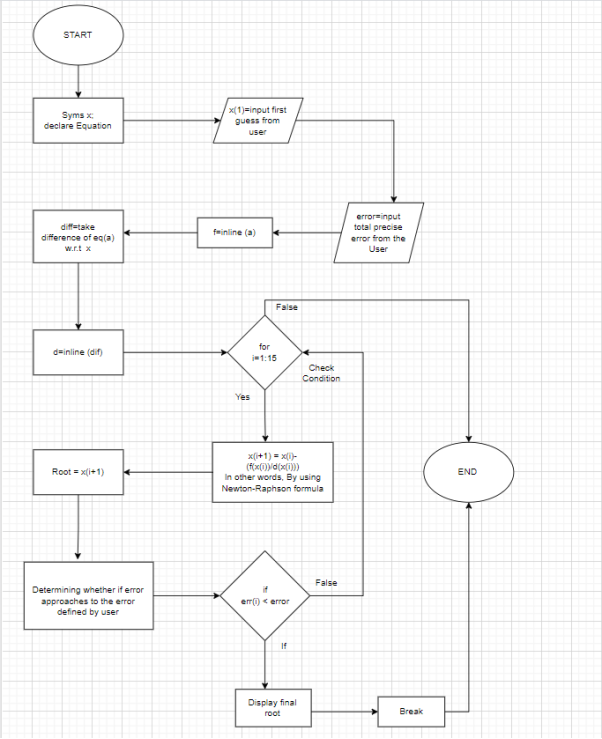 START
Syms x;
declare Equation
x(1)=input first
guess from
user
error=input
total precise
error from the
User
f=inline (a)
diff=take
difference of eq(a)
w.r.t x
d=inline (dif)
for
i=1:15
False
Check
Condition
Yes
x(i+1) = x(i)-
(f(x(i))/d(x(i)))
In other words, By using
Newton-Raphson formula
Root = x(i+1)
END
Determining whether if error
approaches to the error
defined by user
if
err(i) < error
False
If
Display final
root
Break